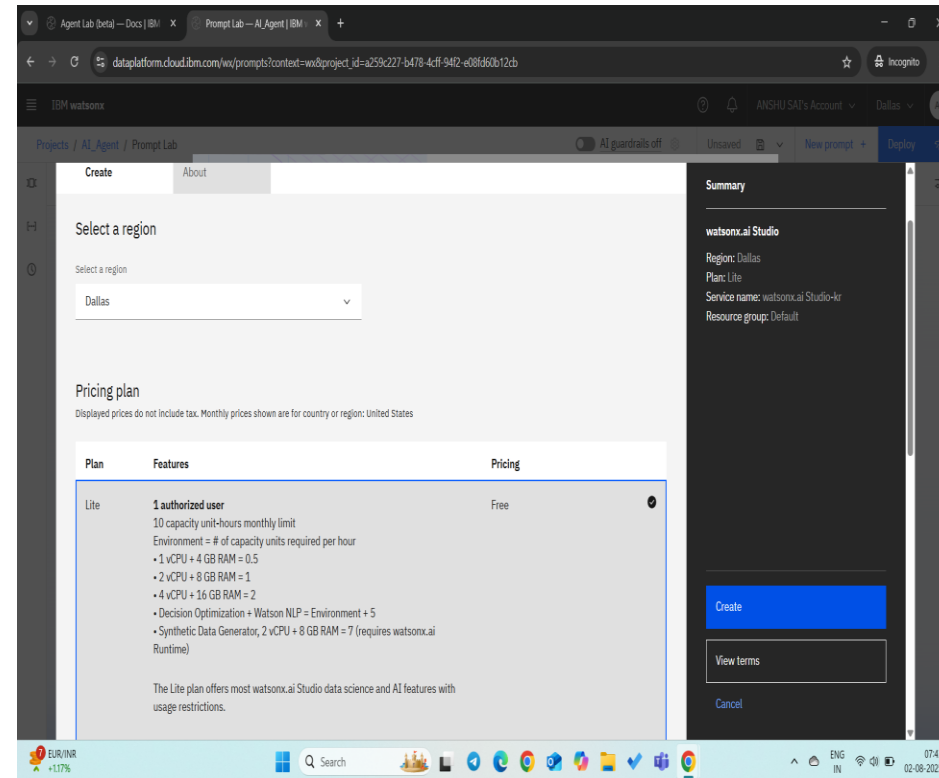 Agent Lab (beta) — Docs | IBM
Prompt Lab — AI_Agent | IBM
dataplatform.cloud.ibm.com/wx/prompts?context=wx&project_id=a259c227-b478-4cff-94f2-e08fd60b12cb
Incognito
IBM watsonx
ANSHU SAI's Account
Dallas
Projects / AI_Agent / Prompt Lab
AI guardrails off
Unsaved
New prompt +
Deploy
Create
About
Select a region
Select a region
Dallas
Pricing plan
Displayed prices do not include tax. Monthly prices shown are for country or region: United States
Plan Features Pricing
Lite 1 authorized user Free
10 capacity unit-hours monthly limit
Environment = # of capacity units required per hour
• 1 vCPU + 4 GB RAM = 0.5
• 2 vCPU + 8 GB RAM = 1
• 4 vCPU + 16 GB RAM = 2
• Decision Optimization + Watson NLP = Environment + 5
• Synthetic Data Generator, 2 vCPU + 8 GB RAM = 7 (requires watsonx.ai
Runtime)
The Lite plan offers most watsonx.ai Studio data science and AI features with
usage restrictions.
Summary
watsonx.ai Studio
Region: Dallas
Plan: Lite
Service name: watsonx.ai Studio-kr
Resource group: Default
Create
View terms
Cancel
7
EUR/INR
+1.17%
Search
ENG
IN
07:4
02-08-202